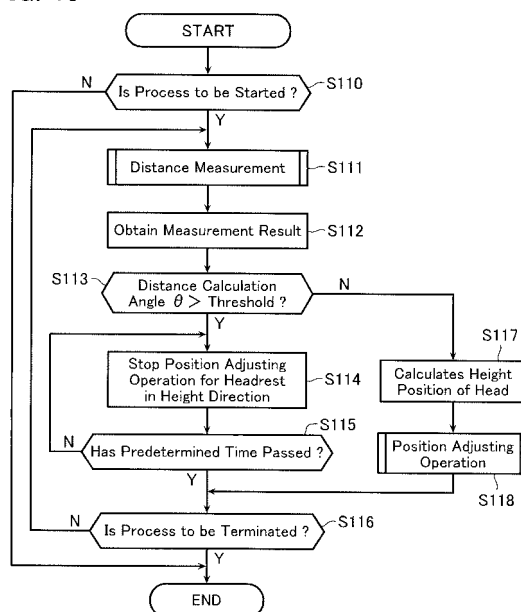 START
N
Is Process to be Started ?
S110
Y
Distance Measurement
S111
Obtain Measurement Result
S112
S113
Distance Calculation
Angle θ > Threshold ?
N
Y
S117
Stop Position Adjusting
Operation for Headrest
in Height Direction
S114
Calculates Height
Position of Head
S115
N
Has Predetermined Time Passed ?
Position Adjusting
Operation
Y
S118
N
Is Process to be Terminated ?
S116
Y
END